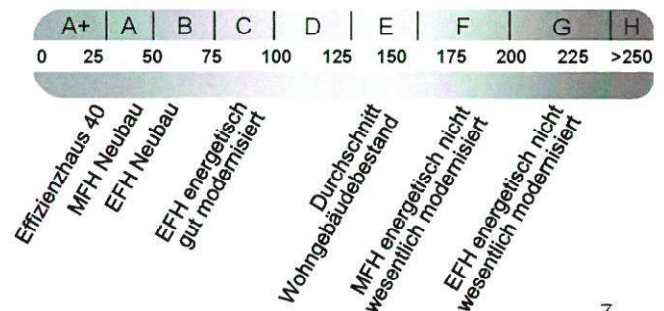 A+ | A | B | C | D | E | F | G | H
0 25 50 75 100 125 150 175 200 225 >250
Effizienzhaus 40
MFH Neubau
EFH Neubau
EFH energetisch
gut modernisiert
Durchschnitt
Wohngebäudebestand
MFH energetisch nicht
wesentlich modernisiert
EFH energetisch nicht
wesentlich modernisiert